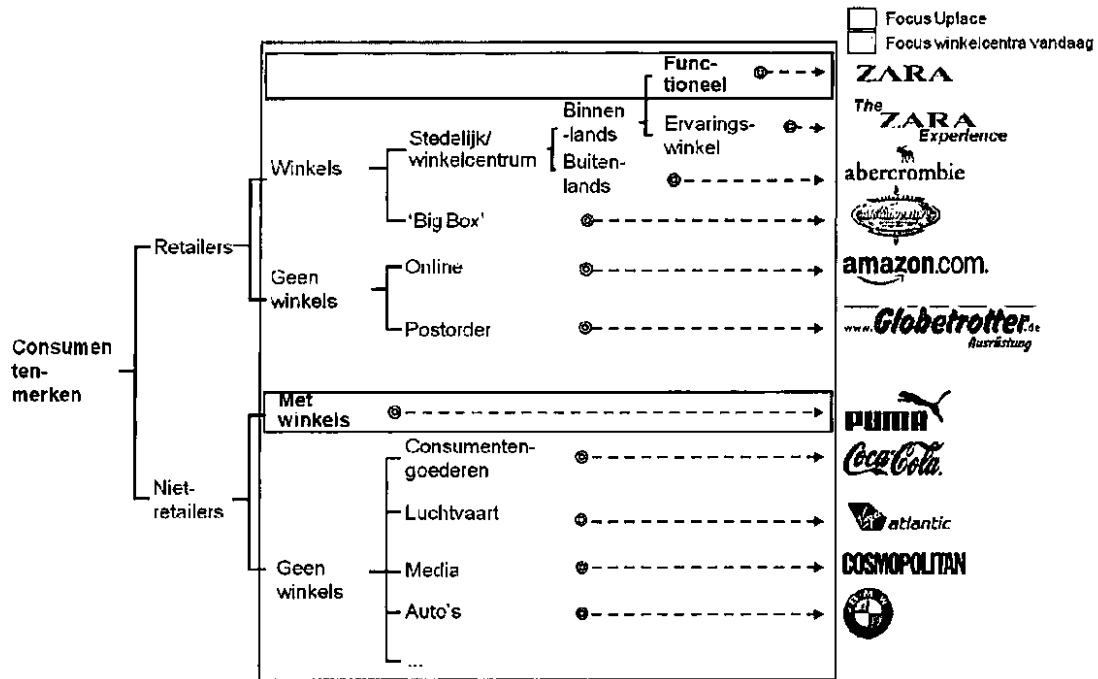 Focus Uplace
Focus winkelcentra vandaag
Func-
tioneel
ZARA
Binnen
-lands
Ervarings-
winkel
The
ZARA
Experience
Stedelijk/
winkelcentrum
Buiten-
lands
abercrombie
Winkels
'Big Box'
Retailers
Geen
winkels
Online
amazon.com.
Postorder
www.Globetrotter.de
Ausrüstung
Consumen
ten-
merken
Met
winkels
PUMA
Consumenten-
goederen
Coca-Cola
Niet-
retailers
Luchtvaart
atlantic
Geen
winkels
Media
COSMOPOLITAN
Auto's
BMW
...